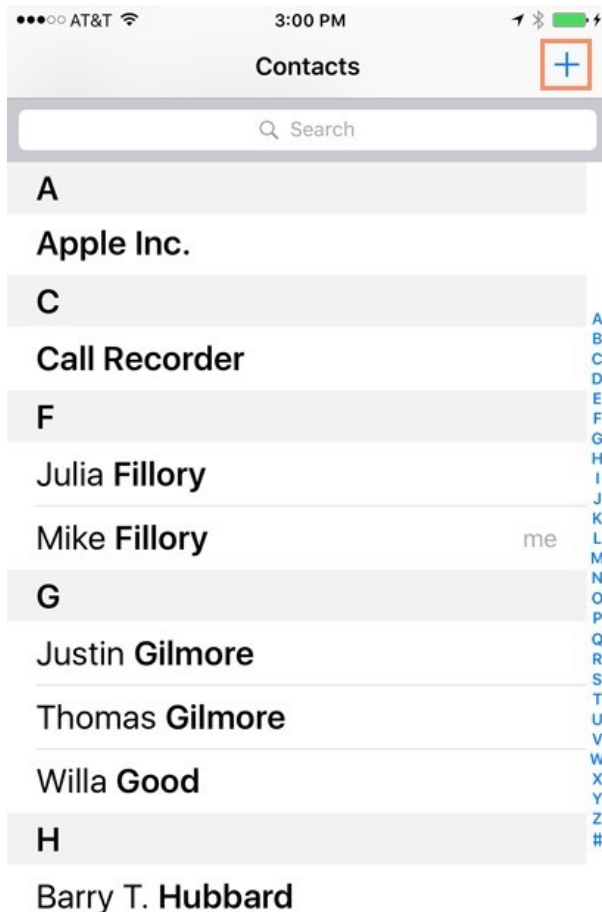 AT&T 3:00 PM
Contacts +
Search
A
Apple Inc.
C
Call Recorder
F
Julia Fillory
Mike Fillory me
G
Justin Gilmore
Thomas Gilmore
Willa Good
H
Barry T. Hubbard
A
B
C
D
E
F
G
H
I
J
K
L
M
N
O
P
Q
R
S
T
U
V
W
X
Y
Z
#